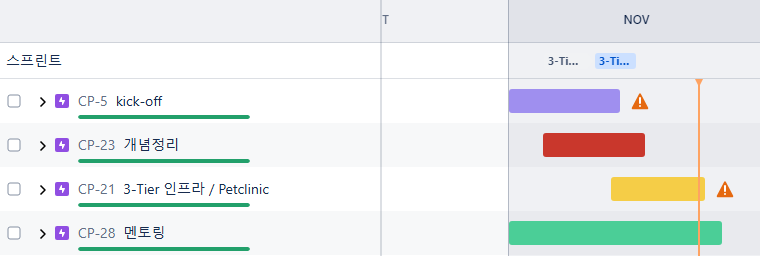 T NOV
스프린트 3-Ti... 3-Ti...
CP-5 kick-off
CP-23 개념정리
CP-21 3-Tier 인프라 / Petclinic
CP-28 멘토링